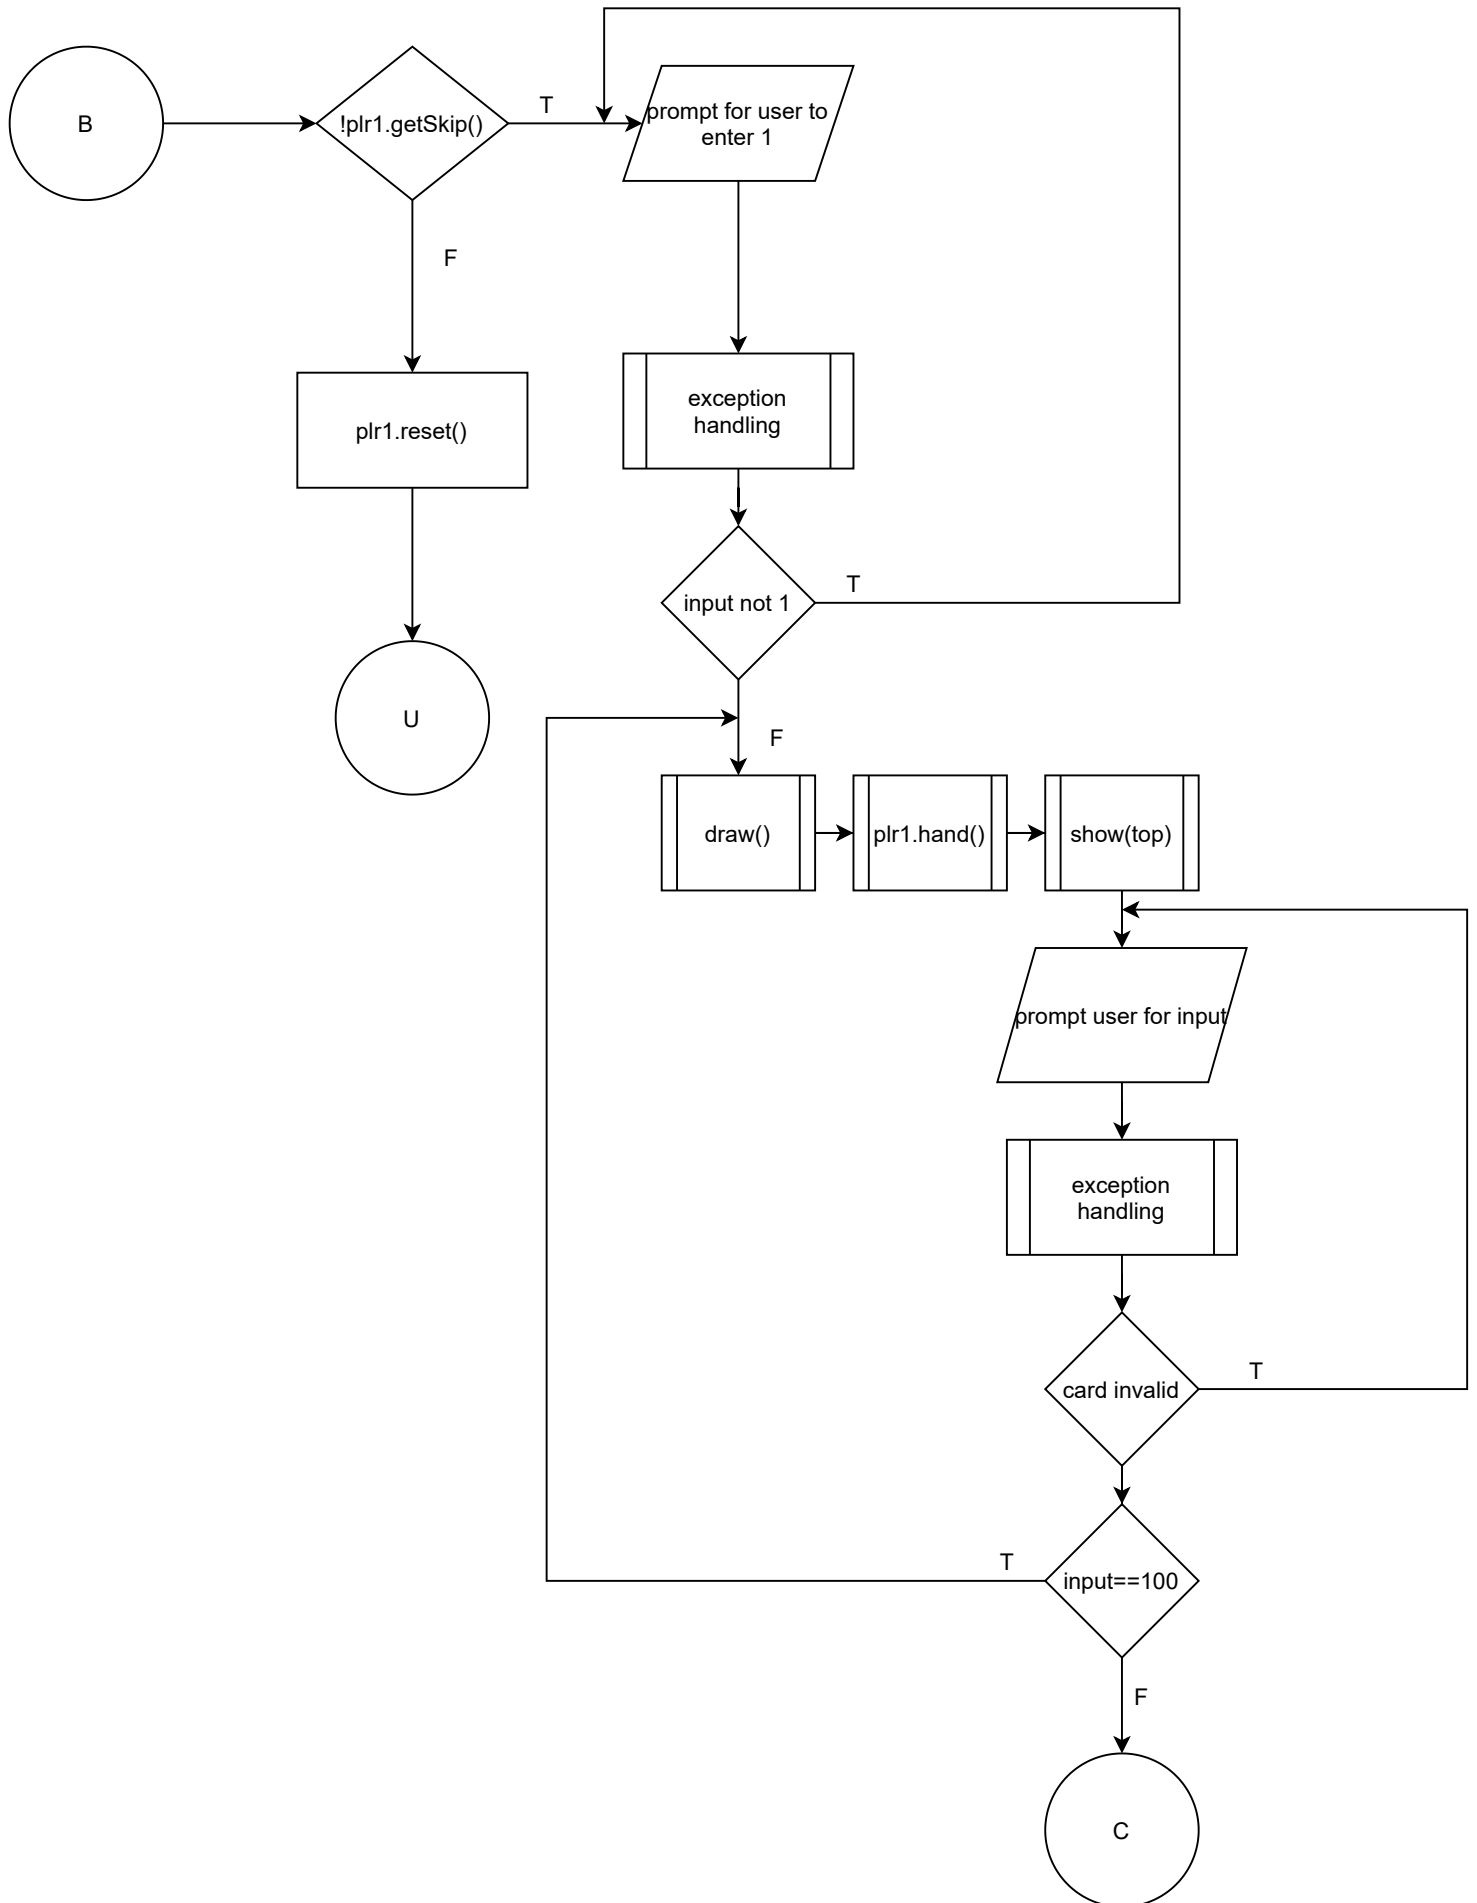 B
!plr1.getSkip()
T
prompt for user to
enter 1
F
plr1.reset()
exception
handling
input not 1
T
U
F
draw()
plr1.hand()
show(top)
prompt user for input
exception
handling
card invalid
T
T
input==100
F
C